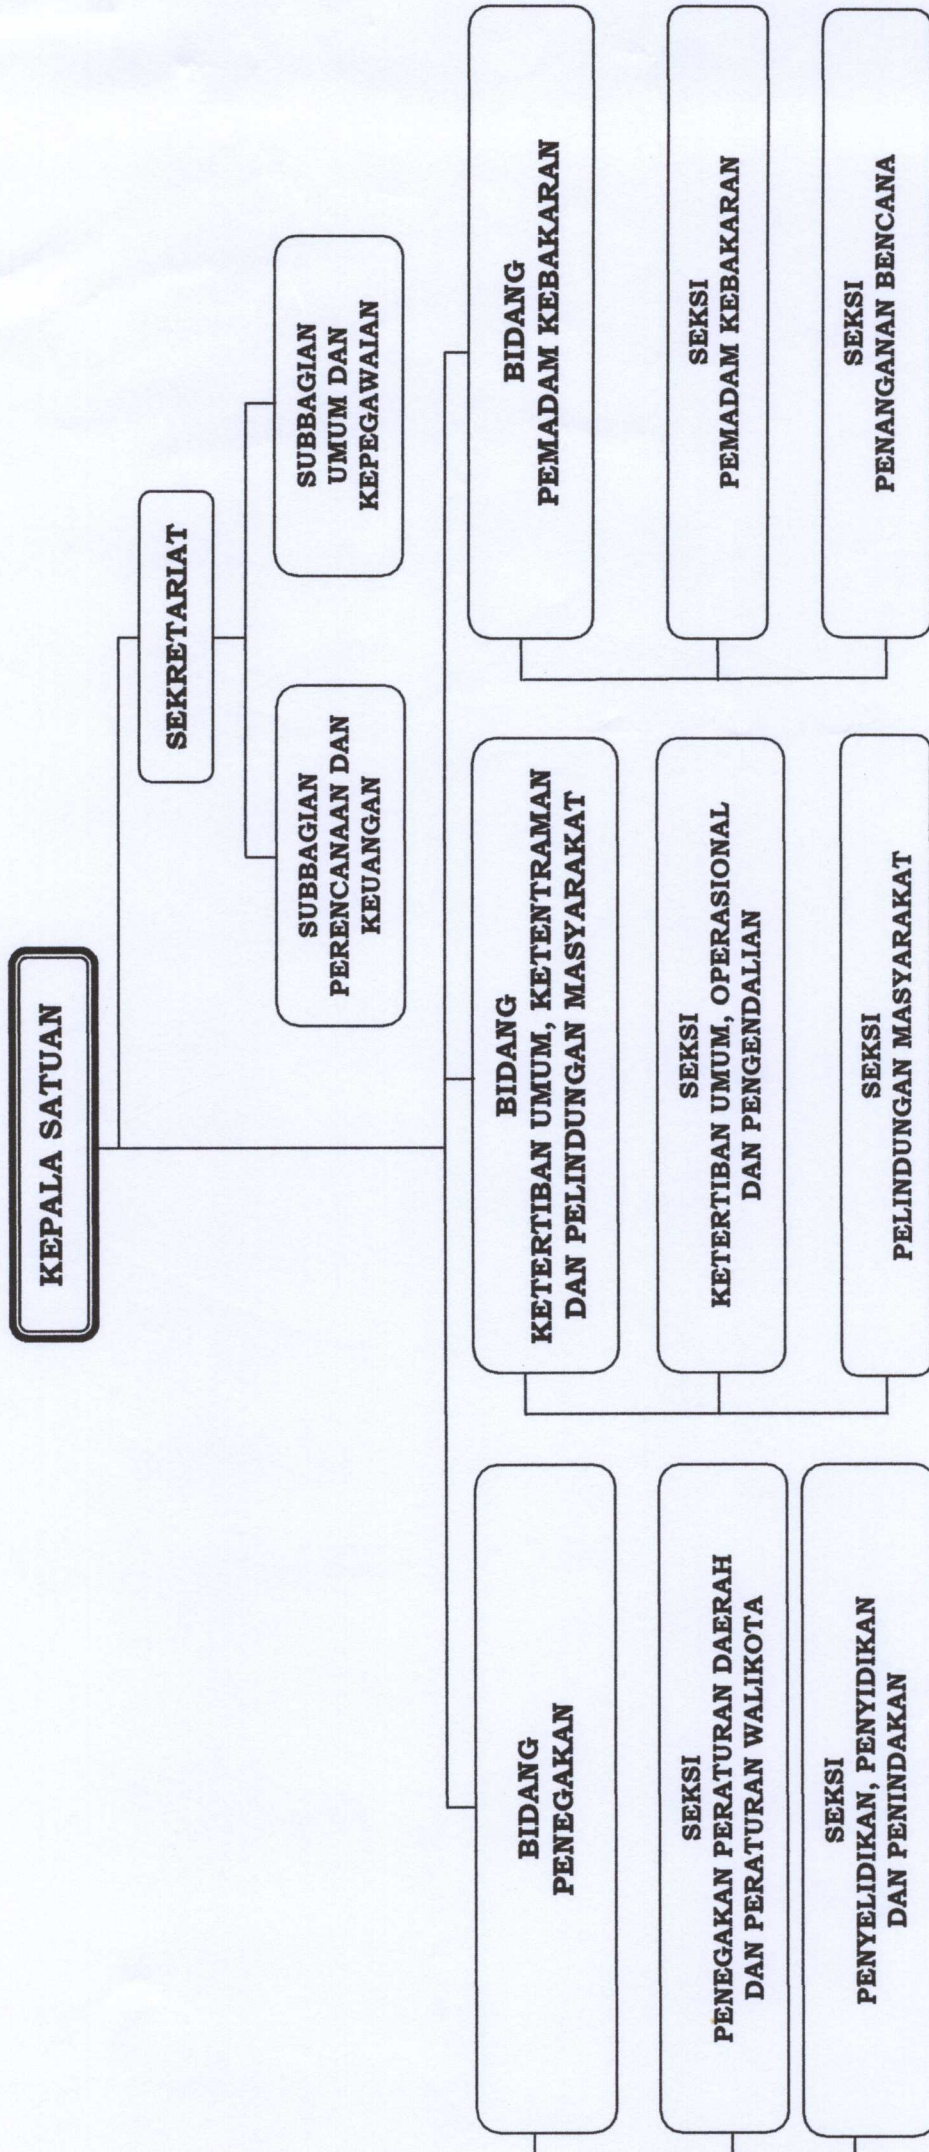 KEPALA SATUAN
SEKRETARIAT
SUBBAGIAN
PERENCANAAN DAN
KEUANGAN
SUBBAGIAN
UMUM DAN
KEPEGAWAIAN
BIDANG
PENEGAKAN
SEKSI
PENEGAKAN PERATURAN DAERAH
DAN PERATURAN WALIKOTA
SEKSI
PENYELIDIKAN, PENYIDIKAN
DAN PENINDAKAN
BIDANG
KETERTIBAN UMUM, KETENTRAMAN
DAN PELINDUNGAN MASYARAKAT
SEKSI
KETERTIBAN UMUM, OPERASIONAL
DAN PENGENDALIAN
SEKSI
PELINDUNGAN MASYARAKAT
BIDANG
PEMADAM KEBAKARAN
SEKSI
PEMADAM KEBAKARAN
SEKSI
PENANGANAN BENCANA